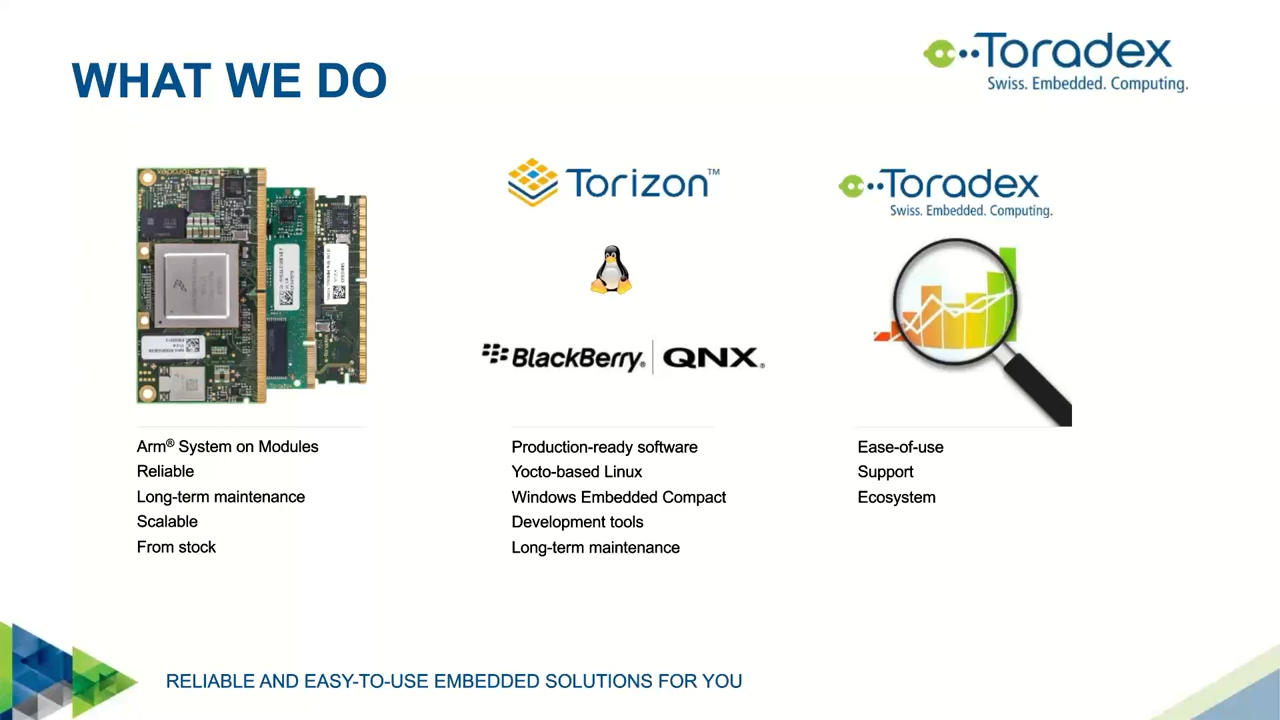 WHAT WE DO
Toradex
Swiss. Embedded. Computing.
Torizon™
BlackBerry® | QNX®
Toradex
Swiss. Embedded. Computing.
Arm® System on Modules
Reliable
Long-term maintenance
Scalable
From stock
Production-ready software
Yocto-based Linux
Windows Embedded Compact
Development tools
Long-term maintenance
Ease-of-use
Support
Ecosystem
RELIABLE AND EASY-TO-USE EMBEDDED SOLUTIONS FOR YOU